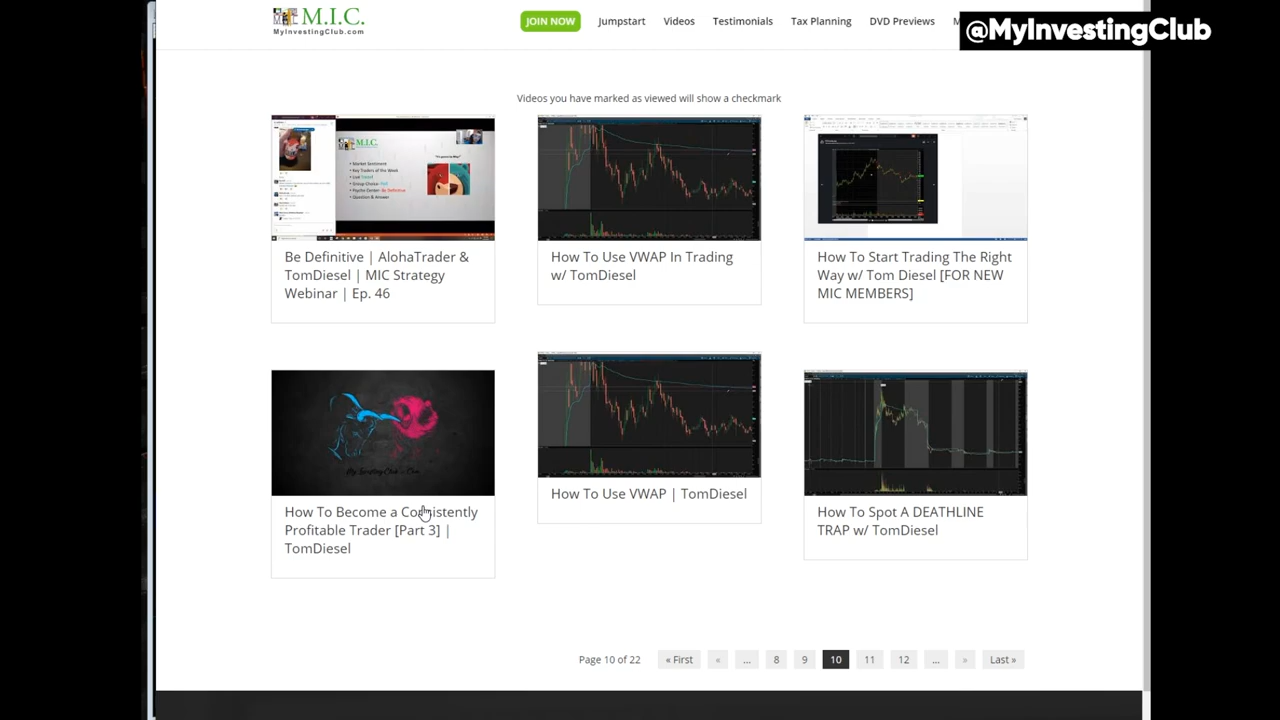 M.I.C.
MyInvestingClub.com
JOIN NOW
Jumpstart
Videos
Testimonials
Tax Planning
DVD Previews
@MyInvestingClub
Videos you have marked as viewed will show a checkmark
M.I.C.
Be Definitive | AlohaTrader &
TomDiesel | MIC Strategy
Webinar | Ep. 46
How To Use VWAP In Trading
w/ TomDiesel
How To Start Trading The Right
Way w/ Tom Diesel [FOR NEW
MIC MEMBERS]
How To Become a Consistently
Profitable Trader [Part 3] |
TomDiesel
How To Use VWAP | TomDiesel
How To Spot A DEATHLINE
TRAP w/ TomDiesel
Page 10 of 22
« First
«
...
8
9
10
11
12
...
»
Last »